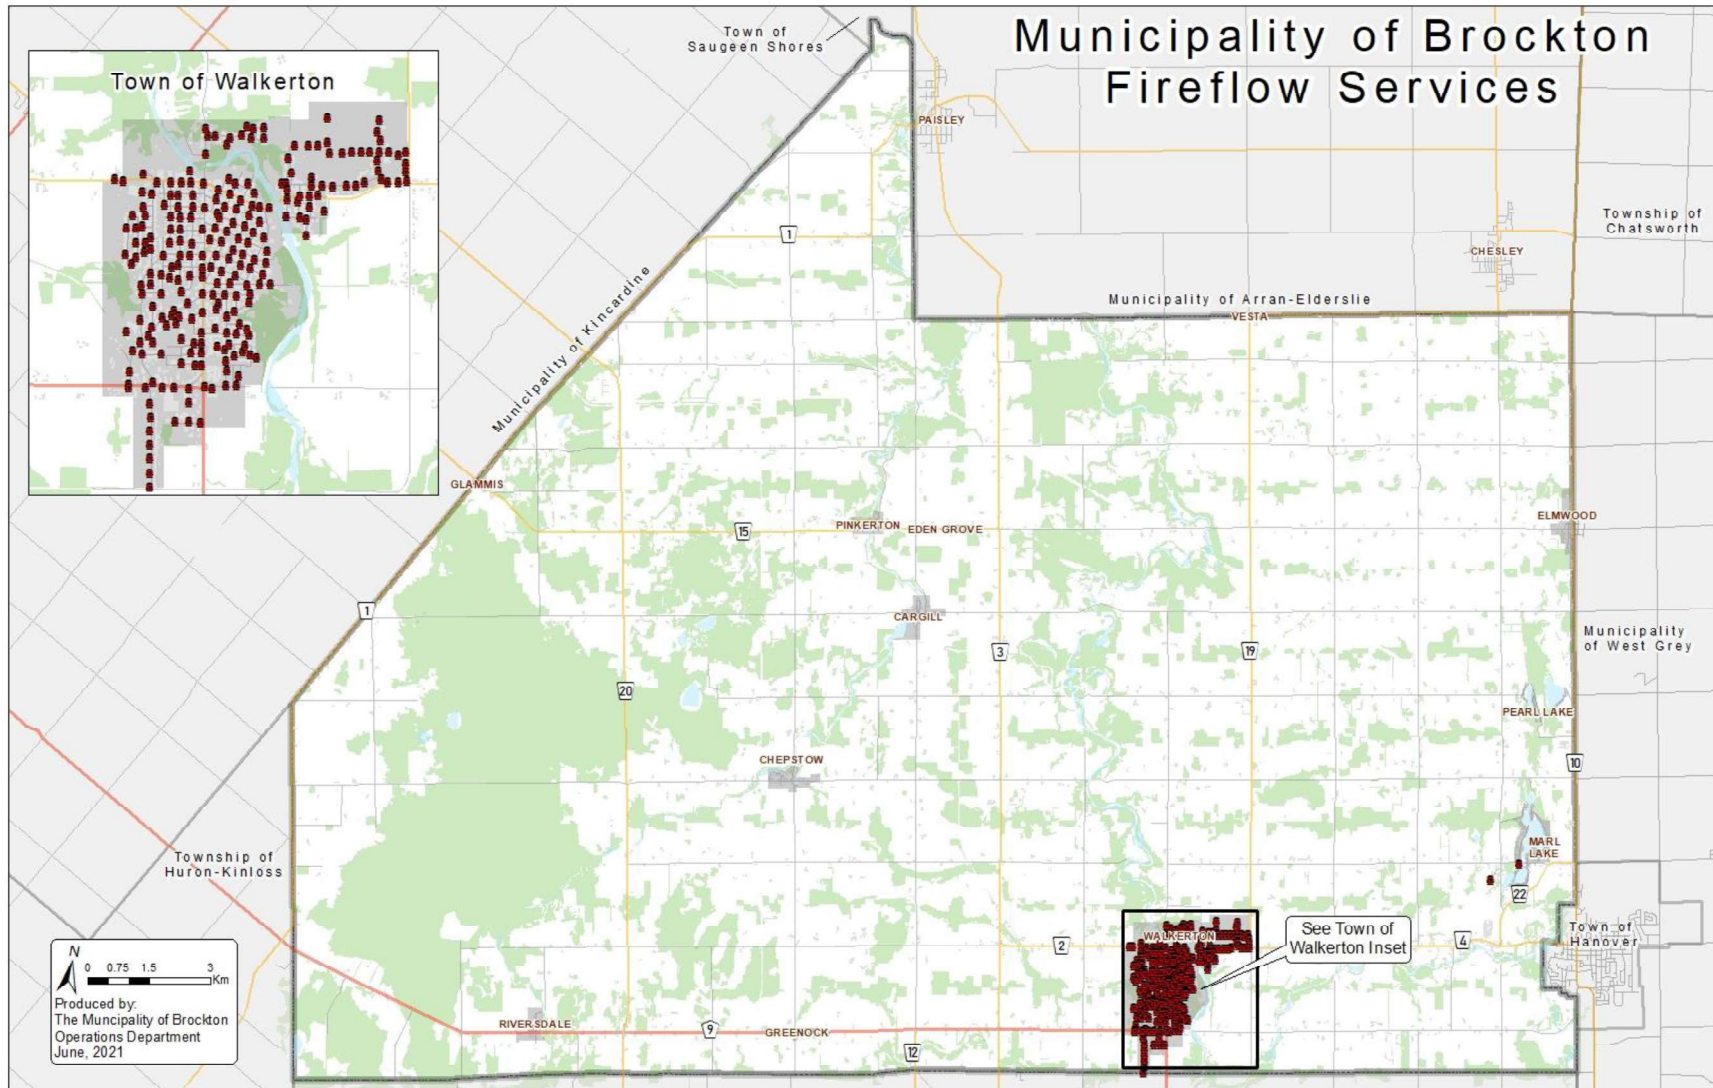 Municipality of Brockton
Fireflow Services
Town of Walkerton
Town of
Saugeen Shores
PAISLEY
Township of
Chatsworth
CHESLEY
1
Municipality of Kincardine
Municipality of Arran-Elderslie
VESTA
GLAMMIS
15
PINKERTON
EDEN GROVE
ELMWOOD
1
CARGILL
3
19
Municipality
of West Grey
20
PEARL LAKE
CHEPSTOW
10
Township of
Huron-Kinloss
MARL
LAKE
22
WALKERTON
See Town of
Walkerton Inset
2
4
Town of
Hanover
N
0 0.75 1.5 3
Km
Produced by:
The Muncipality of Brockton
Operations Department
June, 2021
RIVERSDALE
9
GREENOCK
12